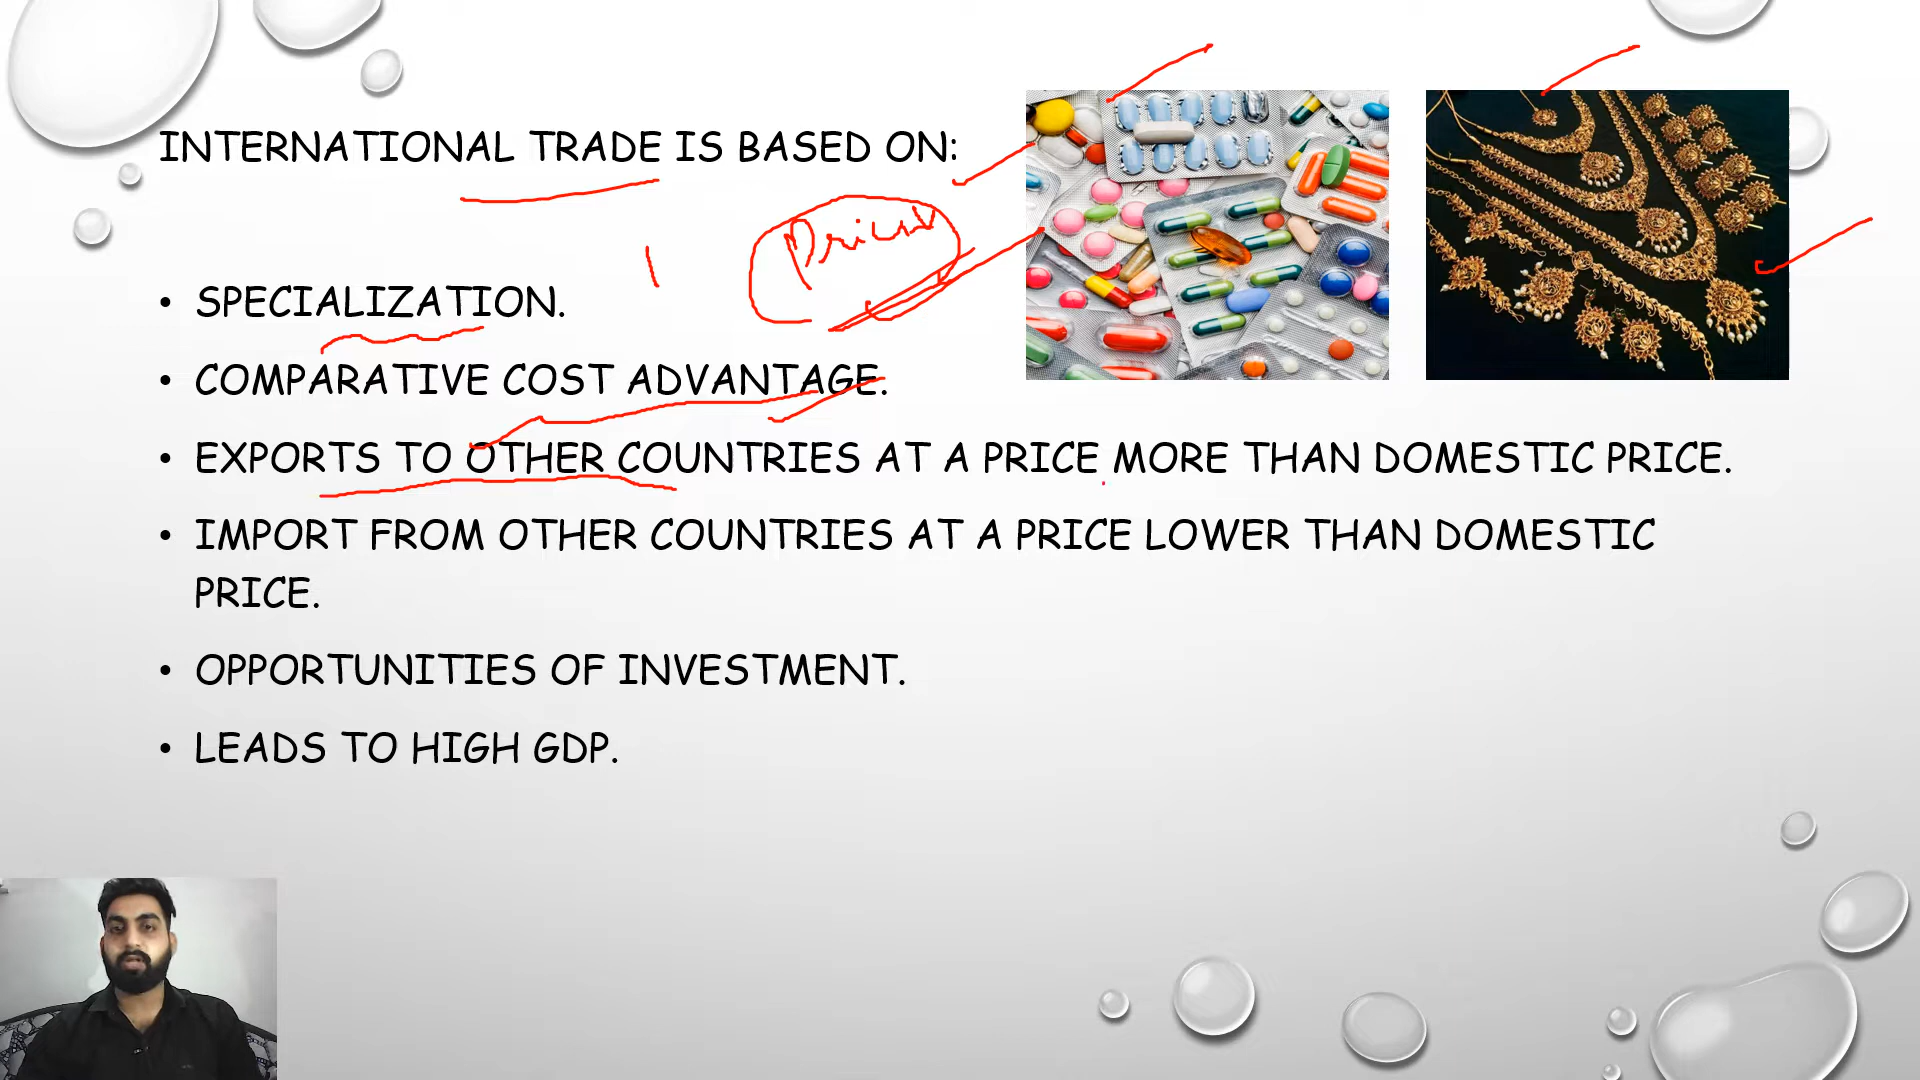 INTERNATIONAL TRADE IS BASED ON:
• SPECIALIZATION.
• COMPARATIVE COST ADVANTAGE.
• EXPORTS TO OTHER COUNTRIES AT A PRICE MORE THAN DOMESTIC PRICE.
• IMPORT FROM OTHER COUNTRIES AT A PRICE LOWER THAN DOMESTIC
PRICE.
• OPPORTUNITIES OF INVESTMENT.
• LEADS TO HIGH GDP.